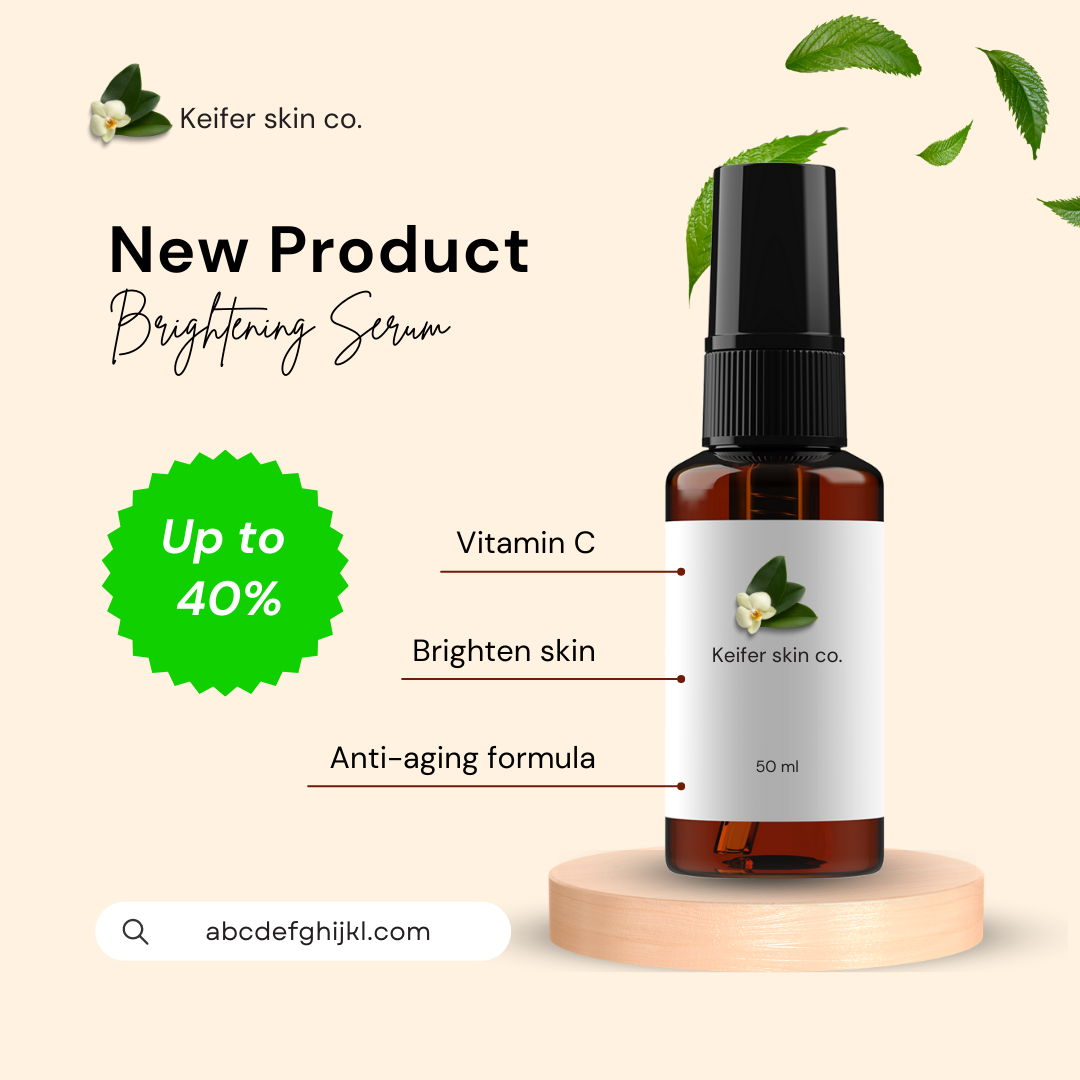 Keifer skin co.
New Product
Brightening Serum
Up to
40%
Vitamin C
Brighten skin
Anti-aging formula
Keifer skin co.
50 ml
abcdefghijkl.com